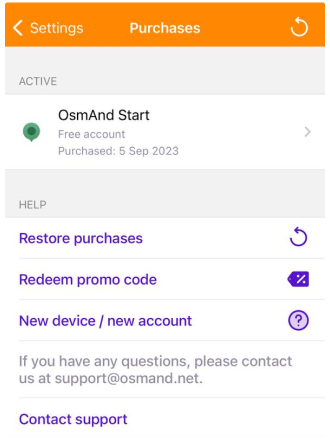 Settings Purchases
ACTIVE
OsmAnd Start
Free account
Purchased: 5 Sep 2023
HELP
Restore purchases
Redeem promo code
New device / new account
If you have any questions, please contact
us at support@osmand.net.
Contact support